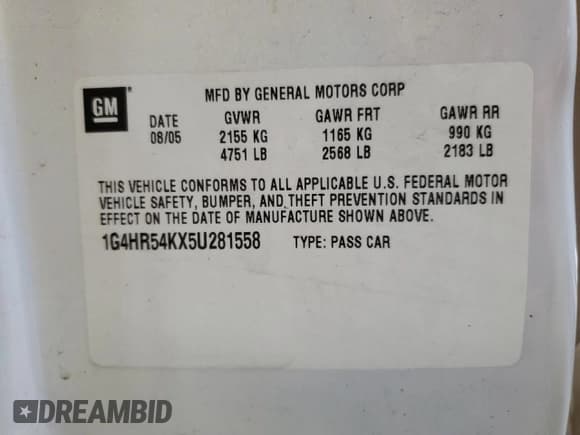 GM
MFD BY GENERAL MOTORS CORP
DATE GVWR GAWR FRT GAWR RR
08/05 2155 KG 1165 KG 990 KG
4751 LB 2568 LB 2183 LB
THIS VEHICLE CONFORMS TO ALL APPLICABLE U.S. FEDERAL MOTOR
VEHICLE SAFETY, BUMPER, AND THEFT PREVENTION STANDARDS IN
EFFECT ON THE DATE OF MANUFACTURE SHOWN ABOVE.
1G4HR54KX5U281558 TYPE: PASS CAR
DREAMBID